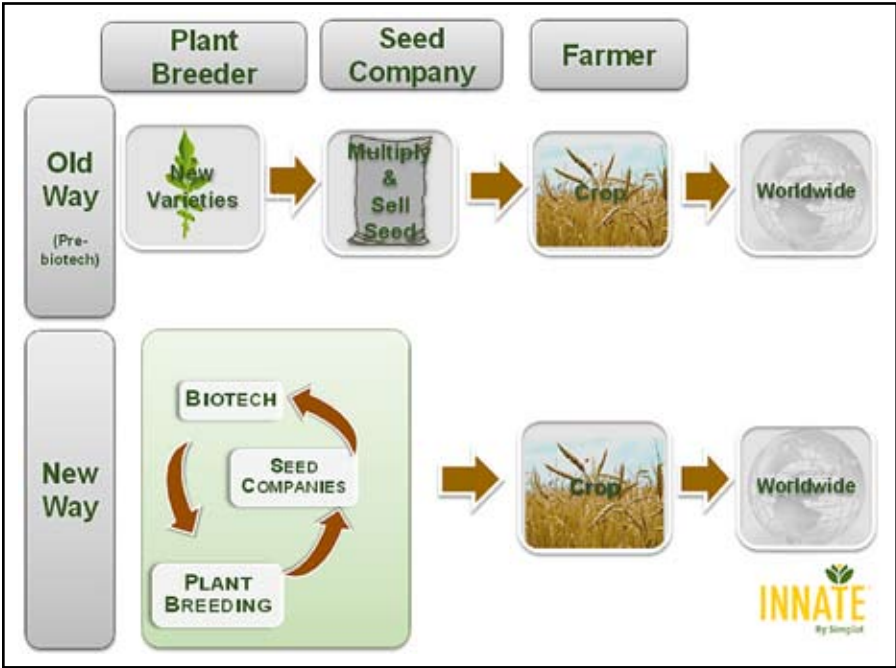 Plant
Breeder
Seed
Company
Farmer
Old
Way
(Pre-
biotech)
New
Varieties
Multiply
&
Sell
Seed
Crop
Worldwide
New
Way
BIOTECH
SEED
COMPANIES
PLANT
BREEDING
Crop
Worldwide
INNATE
By Simplot